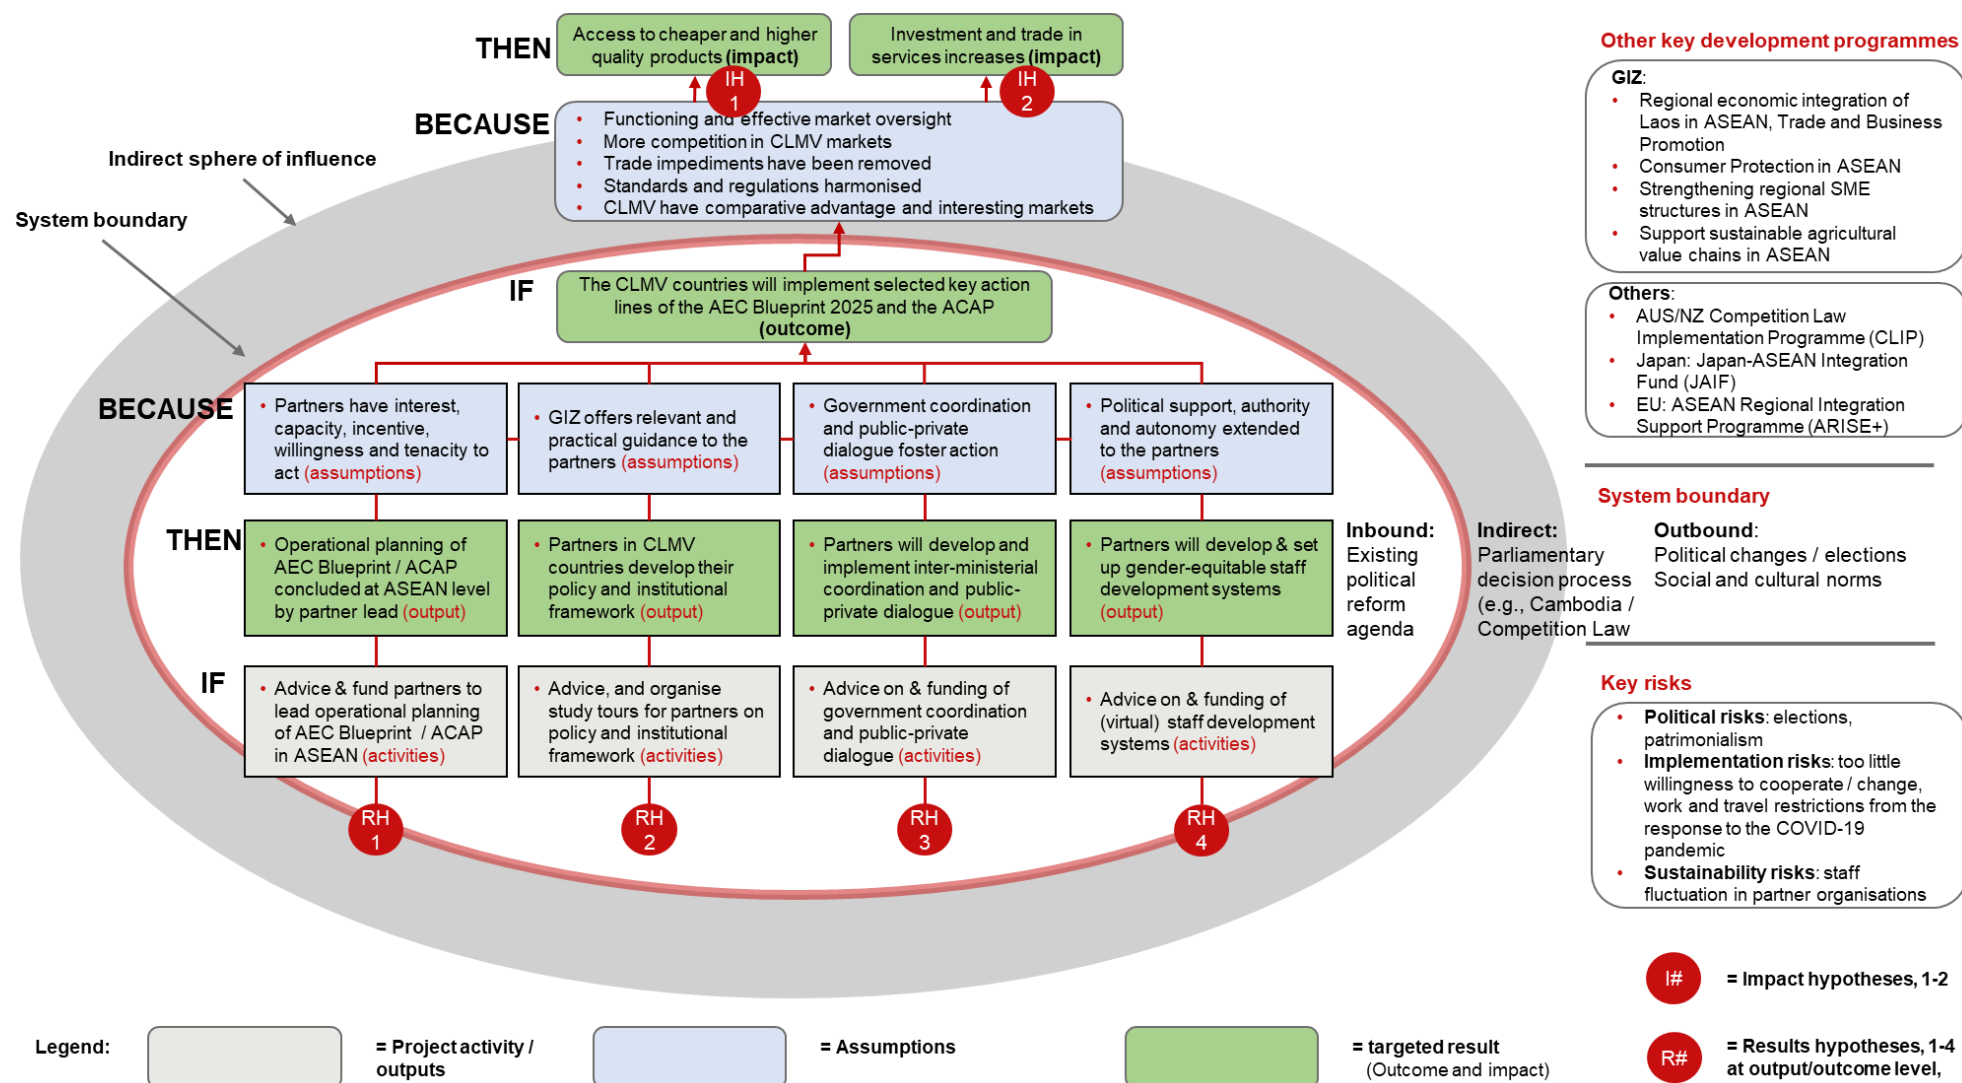 THEN
Access to cheaper and higher
quality products (impact)
Investment and trade in
services increases (impact)
IH
1
IH
2
BECAUSE
• Functioning and effective market oversight
• More competition in CLMV markets
• Trade impediments have been removed
• Standards and regulations harmonised
• CLMV have comparative advantage and interesting markets
Indirect sphere of influence
System boundary
IF
The CLMV countries will implement selected key action
lines of the AEC Blueprint 2025 and the ACAP
(outcome)
BECAUSE
• Partners have interest,
capacity, incentive,
willingness and tenacity to
act (assumptions)
• GIZ offers relevant and
practical guidance to the
partners (assumptions)
• Government coordination
and public-private
dialogue foster action
(assumptions)
• Political support, authority
and autonomy extended
to the partners
(assumptions)
THEN
• Operational planning of
AEC Blueprint / ACAP
concluded at ASEAN level
by partner lead (output)
• Partners in CLMV
countries develop their
policy and institutional
framework (output)
• Partners will develop and
implement inter-ministerial
coordination and public-
private dialogue (output)
• Partners will develop & set
up gender-equitable staff
development systems
(output)
Inbound:
Existing
political
reform
agenda
Indirect:
Parliamentary
decision process
(e.g., Cambodia /
Competition Law
IF
• Advice & fund partners to
lead operational planning
of AEC Blueprint / ACAP
in ASEAN (activities)
• Advice, and organise
study tours for partners on
policy and institutional
framework (activities)
• Advice on & funding of
government coordination
and public-private
dialogue (activities)
• Advice on & funding of
(virtual) staff development
systems (activities)
RH
1
RH
2
RH
3
RH
4
Other key development programmes
GIZ:
• Regional economic integration of
Laos in ASEAN, Trade and Business
Promotion
• Consumer Protection in ASEAN
• Strengthening regional SME
structures in ASEAN
• Support sustainable agricultural
value chains in ASEAN
Others:
• AUS/NZ Competition Law
Implementation Programme (CLIP)
• Japan: Japan-ASEAN Integration
Fund (JAIF)
• EU: ASEAN Regional Integration
Support Programme (ARISE+)
System boundary
Outbound:
Political changes / elections
Social and cultural norms
Key risks
• Political risks: elections,
patrimonialism
• Implementation risks: too little
willingness to cooperate / change,
work and travel restrictions from the
response to the COVID-19
pandemic
• Sustainability risks: staff
fluctuation in partner organisations
I#
= Impact hypotheses, 1-2
R#
= Results hypotheses, 1-4
at output/outcome level,
Legend:
= Project activity /
outputs
= Assumptions
= targeted result
(Outcome and impact)